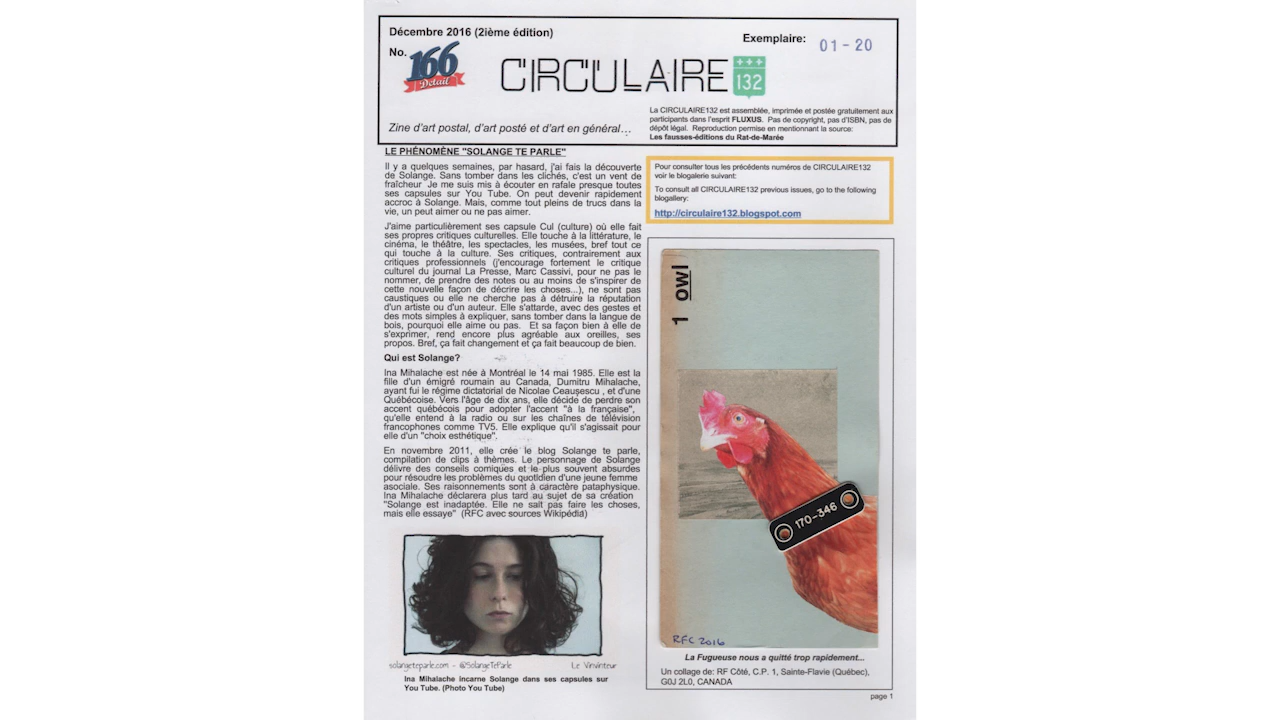 Décembre 2016 (2ième édition)
Exemplaire: 01-20
No. 166
Détail
CIRCULAIRE 132
Zine d'art postal, d'art posté et d'art en général…
La CIRCULAIRE132 est assemblée, imprimée et postée gratuitement aux
participants dans l'esprit FLUXUS. Pas de copyright, pas d'ISBN, pas de
dépôt légal. Reproduction permise en mentionnant la source:
Les fausses-éditions du Rat-de-Marée
LE PHÉNOMÈNE "SOLANGE TE PARLE"
Il y a quelques semaines, par hasard, j'ai fais la découverte
de Solange. Sans tomber dans les clichés, c'est un vent de
fraîcheur Je me suis mis à écouter en rafale presque toutes
ses capsules sur You Tube. On peut devenir rapidement
accroc à Solange. Mais, comme tout pleins de trucs dans la
vie, un peut aimer ou ne pas aimer.
J'aime particulièrement ses capsule Cul (culture) où elle fait
ses propres critiques culturelles. Elle touche à la littérature, le
cinéma, le théâtre, les spectacles, les musées, bref tout ce
qui touche à la culture. Ses critiques, contrairement aux
critiques professionnels (j'encourage fortement le critique
culturel du journal La Presse, Marc Cassivi, pour ne pas le
nommer, de prendre des notes ou au moins de s'inspirer de
cette nouvelle façon de décrire les choses...), ne sont pas
caustiques ou elle ne cherche pas à détruire la réputation
d'un artiste ou d'un auteur. Elle s'attarde, avec des gestes et
des mots simples à expliquer, sans tomber dans la langue de
bois, pourquoi elle aime ou pas. Et sa façon bien à elle de
s'exprimer, rend encore plus agréable aux oreilles, ses
propos. Bref, ça fait changement et ça fait beaucoup de bien.
Qui est Solange?
Ina Mihalache est née à Montréal le 14 mai 1985. Elle est la
fille d'un émigré roumain au Canada, Dumitru Mihalache,
ayant fui le régime dictatorial de Nicolae Ceaușescu , et d'une
Québécoise. Vers l'âge de dix ans, elle décide de perdre son
accent québécois pour adopter l'accent "à la française",
qu'elle entend à la radio ou sur les chaînes de télévision
francophones comme TV5. Elle explique qu'il s'agissait pour
elle d'un "choix esthétique".
En novembre 2011, elle crée le blog Solange te parle,
compilation de clips à thèmes. Le personnage de Solange
délivre des conseils comiques et le plus souvent absurdes
pour résoudre les problèmes du quotidien d'une jeune femme
asociale. Ses raisonnements sont à caractère pataphysique.
Ina Mihalache déclarera plus tard au sujet de sa création
"Solange est inadaptée. Elle ne sait pas faire les choses,
mais elle essaye" (RFC avec sources Wikipédia)
solangeteparle.com - @SolangeTeParle
Le Vinvinteur
Ina Mihalache incarne Solange dans ses capsules sur
You Tube. (Photo You Tube)
Pour consulter tous les précédents numéros de CIRCULAIRE132
voir le blogalerie suivant:
To consult all CIRCULAIRE132 previous issues, go to the following
blogallery:
http://circulaire132.blogspot.com
1 owl
170-346
RFC 2016
La Fugueuse nous a quitté trop rapidement...
Un collage de: RF Côté, C.P. 1, Sainte-Flavie (Québec),
G0J 2L0, CANADA
page 1